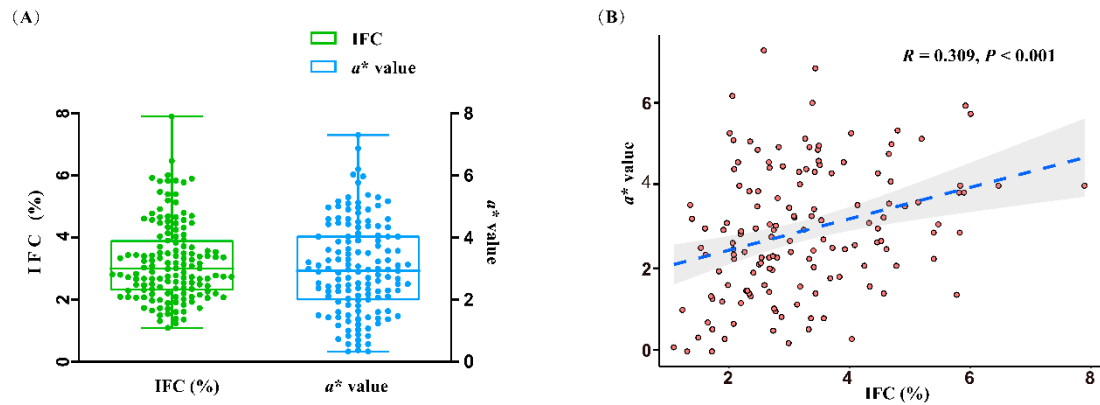 (A)
IFC
a* value
8
6
4
2
0
IFC (%)
8
6
4
2
0
a* value
IFC (%)
a* value
(B)
R = 0.309, P < 0.001
6
4
2
0
a* value
2
4
6
8
IFC (%)